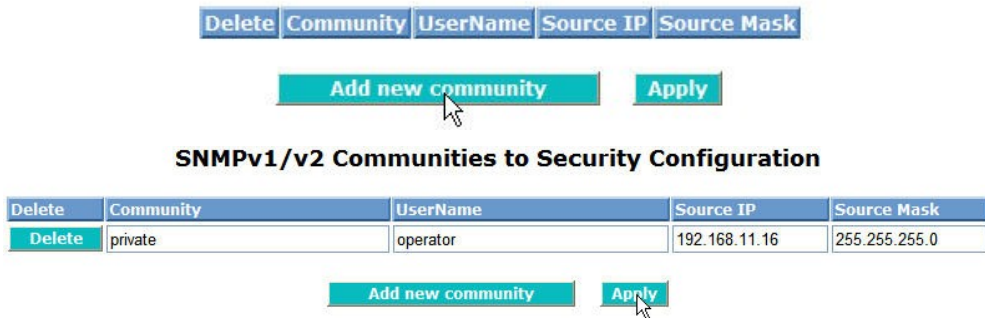 Delete Community UserName Source IP Source Mask
Add new community Apply
SNMPv1/v2 Communities to Security Configuration
Delete Community UserName Source IP Source Mask
Delete private operator 192.168.11.16 255.255.255.0
Add new community Apply